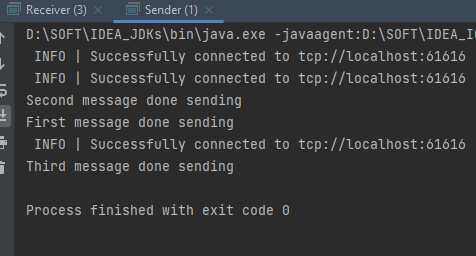 Receiver (3) × Sender (1) ×
D:\SOFT\IDEA_JDKs\bin\java.exe -javaagent:D:\SOFT\IDEA_
INFO | Successfully connected to tcp://localhost:61616
INFO | Successfully connected to tcp://localhost:61616
Second message done sending
First message done sending
INFO | Successfully connected to tcp://localhost:61616
Third message done sending
Process finished with exit code 0